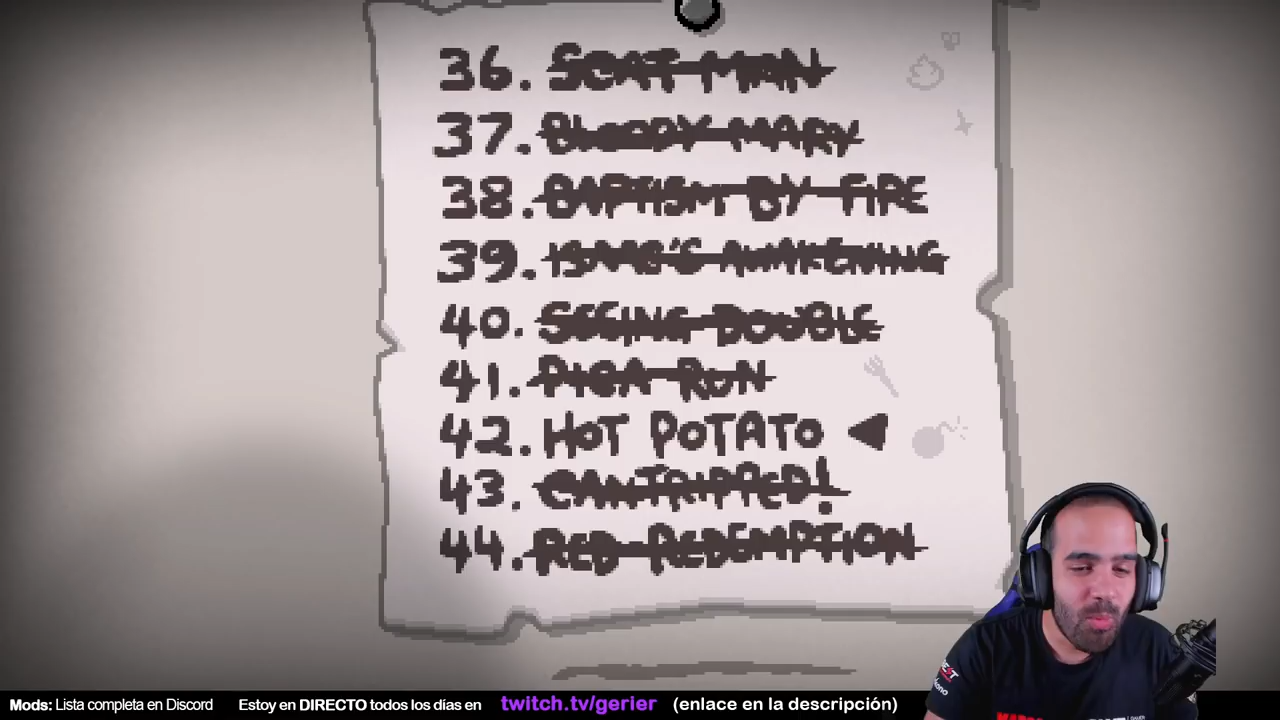 36. SCAT MAN
37. BLOODY MARY
38. BAPTISM BY FIRE
39. ISAAC'S AWAKENING
40. SEEING DOUBLE
41. PICA RUN
42. HOT POTATO
43. CANTRIPPED!
44. RED REDEMPTION
Mods: Lista completa en Discord Estoy en DIRECTO todos los días en twitch.tv/gerier (enlace en la descripción)